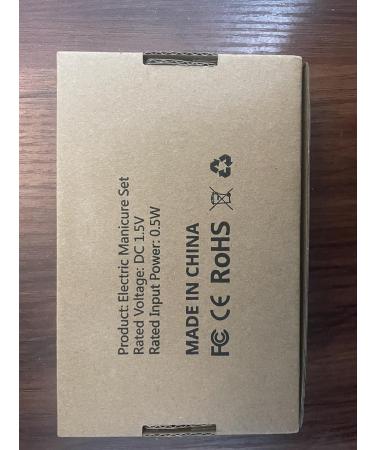 Product: Electric Manicure Set
Rated Voltage: DC 1.5V
Rated Input Power: 0.5W
MADE IN CHINA
FC CE RoHS